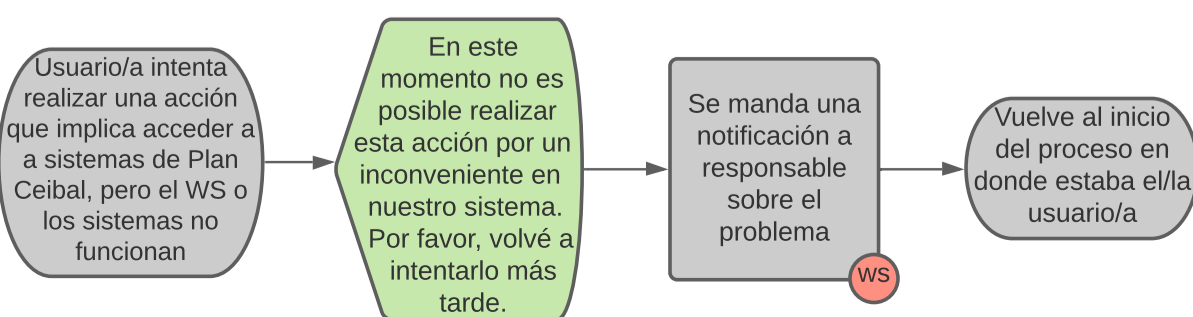 Usuario/a intenta
realizar una acción
que implica acceder a
a sistemas de Plan
Ceibal, pero el WS o
los sistemas no
funcionan
En este
momento no es
posible realizar
esta acción por un
inconveniente en
nuestro sistema.
Por favor, volvé a
intentarlo más
tarde.
Se manda una
notificación a
responsable
sobre el
problema
WS
Vuelve al inicio
del proceso en
donde estaba el/la
usuario/a